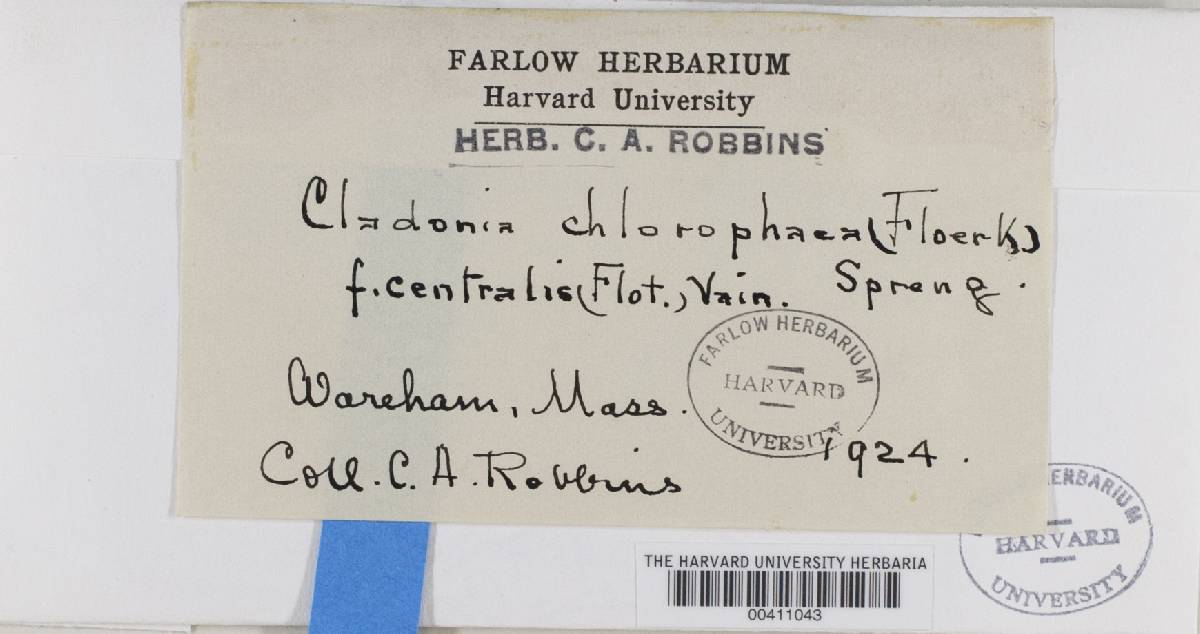 FARLOW HERBARIUM
Harvard University
HERB. C. A. ROBBINS
Cladonia chlorophaea (Floerk)
f. centralis (Flot.) Vain. Spreng.
FARLOW HERBARIUM
HARVARD
UNIVERSITY
Wareham, Mass.
1924.
Coll. C. A. Robbins
ERBARIUM
HARVARD
UNIVERSITY
THE HARVARD UNIVERSITY HERBARIA
00411043